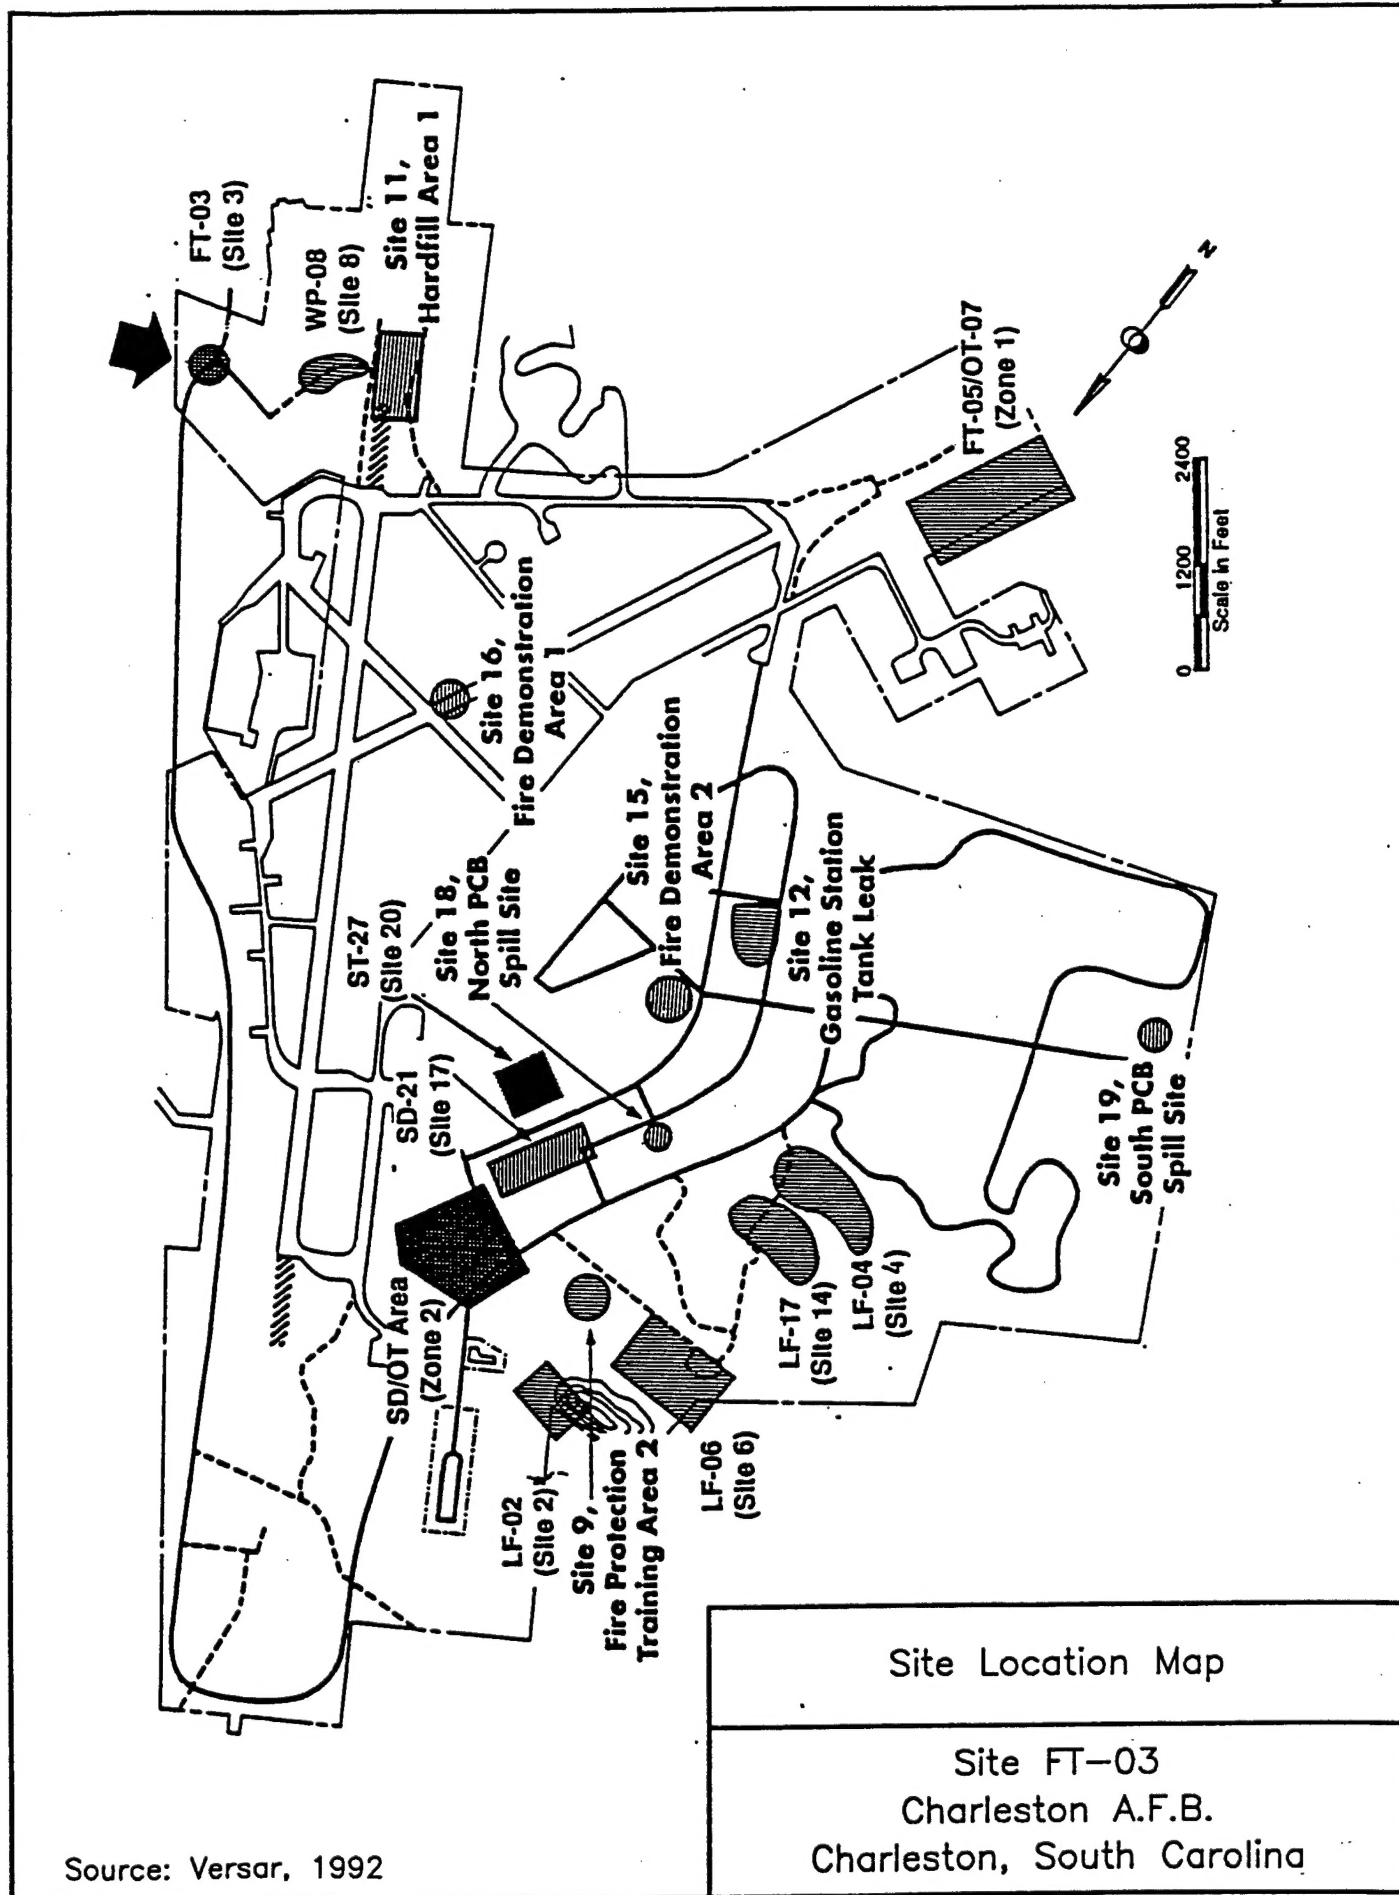 FT-03
(Site 3)
WP-08
(Site 8)
Site 11,
Hardfill Area 1
N
FT-05/OT-07
(Zone 1)
0 1200 2400
Scale in Feet
Site 16,
Fire Demonstration
Area 1
Site 15,
Fire Demonstration
Area 2
Site 12,
Gasoline Station
Tank Leak
ST-27
(Site 20)
Site 18,
North PCB
Spill Site
SD-21
(Site 17)
Site 19,
South PCB
Spill Site
SD/OT Area
(Zone 2)
LF-17
(Site 14)
LF-04
(Site 4)
LF-02
(Site 2)
Site 9,
Fire Protection
Training Area 2
LF-06
(Site 6)
Site Location Map
Site FT-03
Charleston A.F.B.
Charleston, South Carolina
Source: Versar, 1992